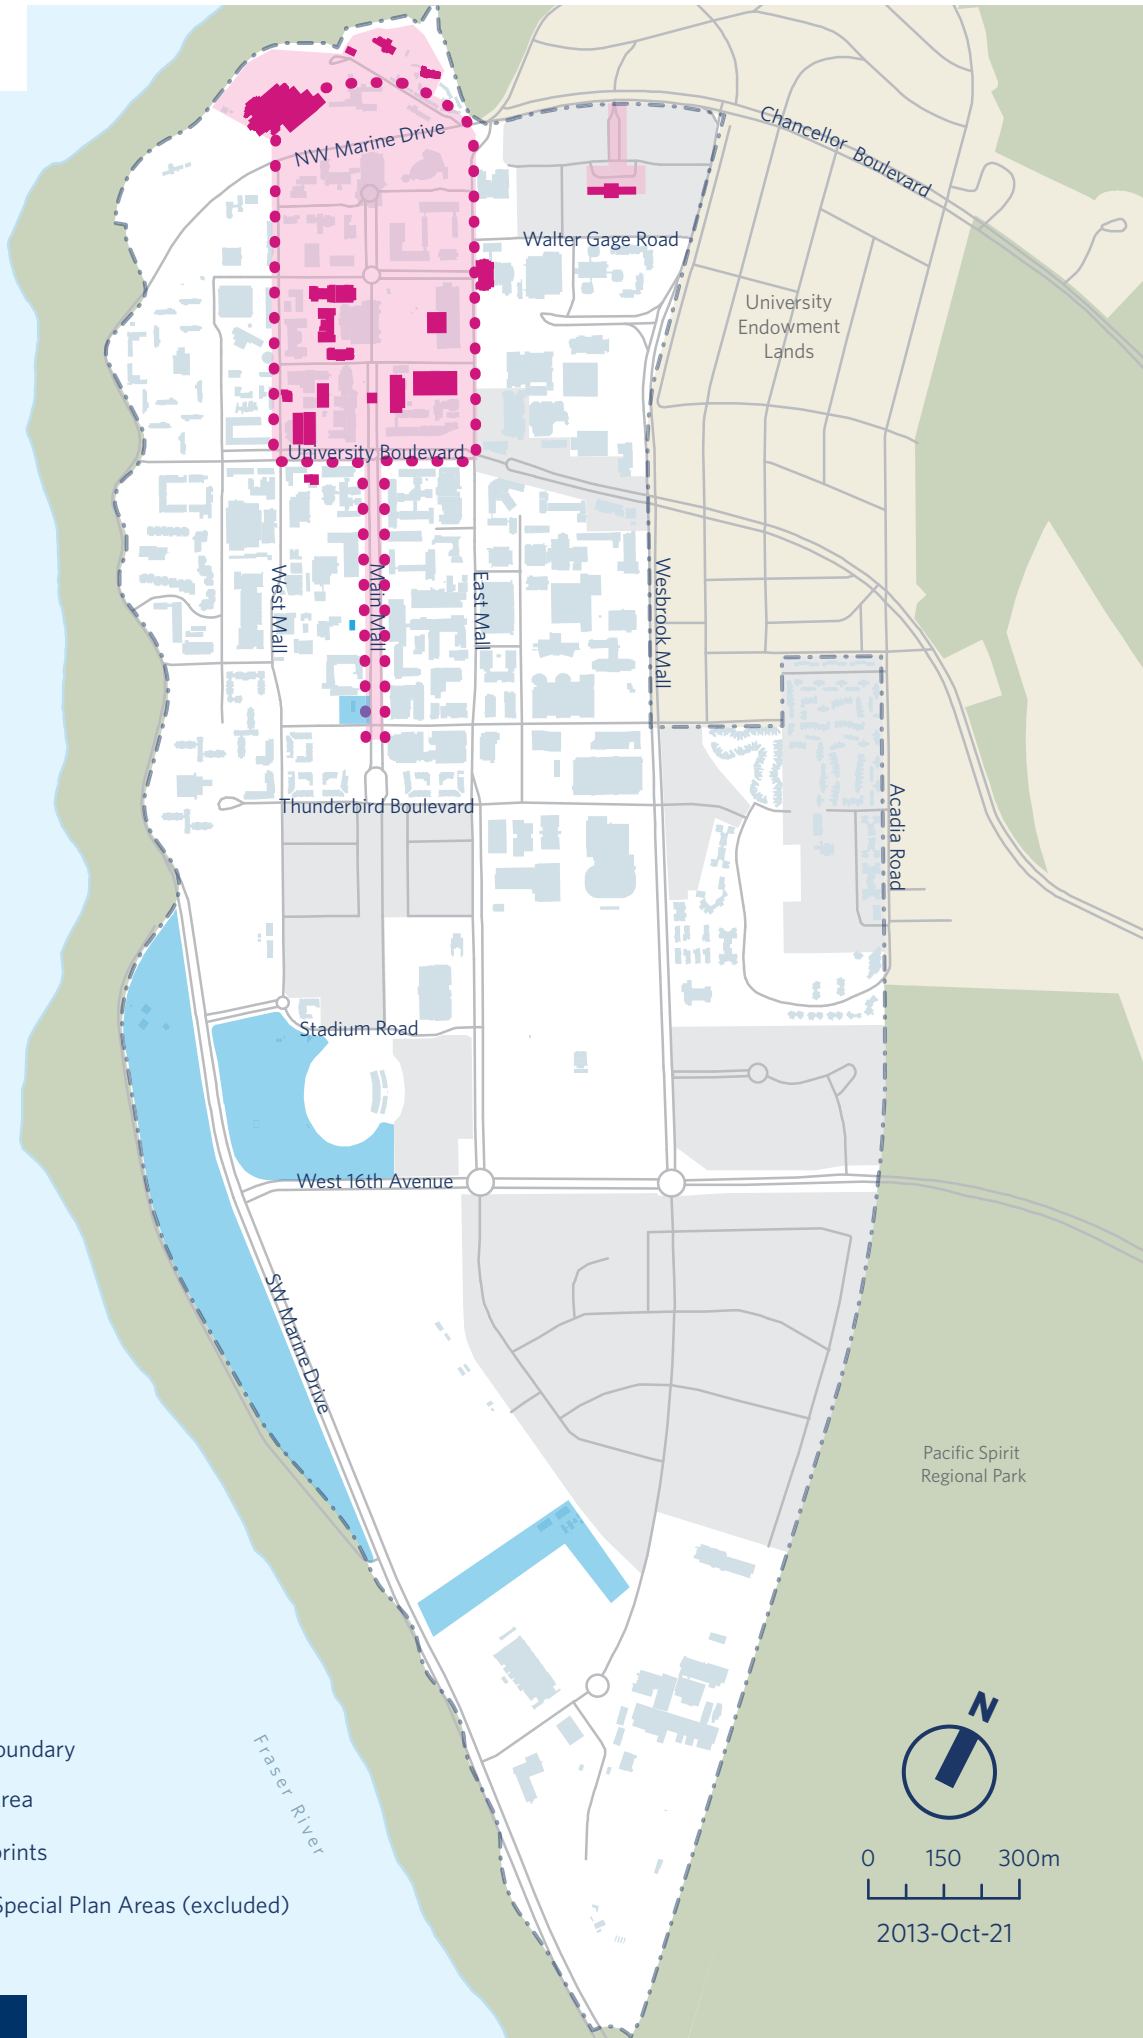 NW Marine Drive
Chancellor Boulevard
Walter Gage Road
University
Endowment
Lands
University Boulevard
West Mall
Main Mall
East Mall
Wesbrook Mall
Thunderbird Boulevard
Acadia Road
Stadium Road
West 16th Avenue
SW Marine Drive
Pacific Spirit
Regional Park
Fraser River
N
oundary
rea
prints
Special Plan Areas (excluded)
0 150 300m
2013-Oct-21